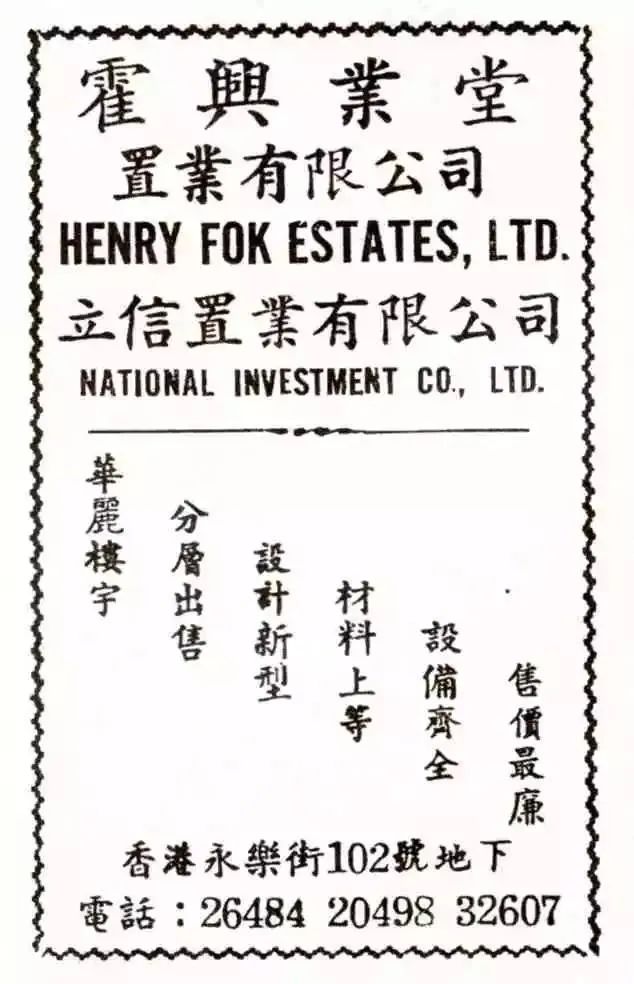 霍興業堂
置業有限公司
HENRY FOK ESTATES, LTD.
立信置業有限公司
NATIONAL INVESTMENT CO., LTD.
華麗樓宇
分層出售
設計新型
材料上等
設備齊全
售價最廉
香港永樂街102號地下
電話：26484 20498 32607